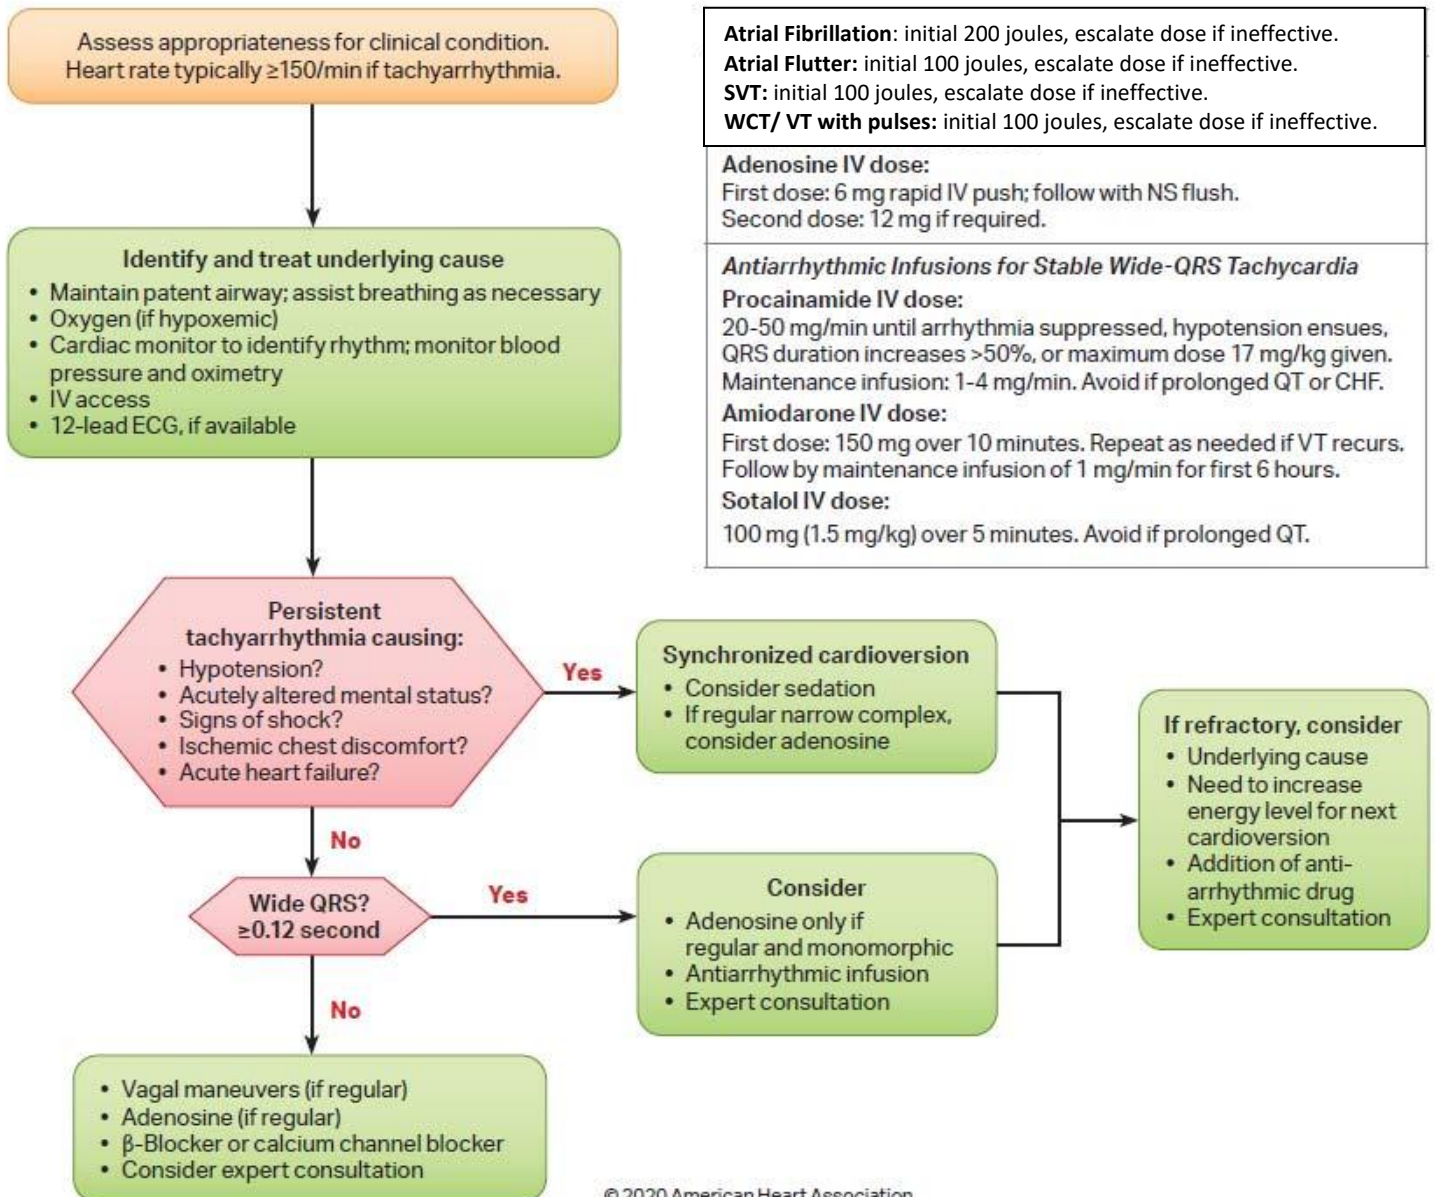 Assess appropriateness for clinical condition.
Heart rate typically ≥150/min if tachyarrhythmia.
Identify and treat underlying cause
• Maintain patent airway; assist breathing as necessary
• Oxygen (if hypoxemic)
• Cardiac monitor to identify rhythm; monitor blood
pressure and oximetry
• IV access
• 12-lead ECG, if available
Persistent
tachyarrhythmia causing:
• Hypotension?
• Acutely altered mental status?
• Signs of shock?
• Ischemic chest discomfort?
• Acute heart failure?
Yes
Synchronized cardioversion
• Consider sedation
• If regular narrow complex,
consider adenosine
No
Wide QRS?
≥0.12 second
Yes
Consider
• Adenosine only if
regular and monomorphic
• Antiarrhythmic infusion
• Expert consultation
If refractory, consider
• Underlying cause
• Need to increase
energy level for next
cardioversion
• Addition of anti-
arrhythmic drug
• Expert consultation
No
• Vagal maneuvers (if regular)
• Adenosine (if regular)
• β-Blocker or calcium channel blocker
• Consider expert consultation
Atrial Fibrillation: initial 200 joules, escalate dose if ineffective.
Atrial Flutter: initial 100 joules, escalate dose if ineffective.
SVT: initial 100 joules, escalate dose if ineffective.
WCT/ VT with pulses: initial 100 joules, escalate dose if ineffective.
Adenosine IV dose:
First dose: 6 mg rapid IV push; follow with NS flush.
Second dose: 12 mg if required.
Antiarrhythmic Infusions for Stable Wide-QRS Tachycardia
Procainamide IV dose:
20-50 mg/min until arrhythmia suppressed, hypotension ensues,
QRS duration increases >50%, or maximum dose 17 mg/kg given.
Maintenance infusion: 1-4 mg/min. Avoid if prolonged QT or CHF.
Amiodarone IV dose:
First dose: 150 mg over 10 minutes. Repeat as needed if VT recurs.
Follow by maintenance infusion of 1 mg/min for first 6 hours.
Sotalol IV dose:
100 mg (1.5 mg/kg) over 5 minutes. Avoid if prolonged QT.
© 2020 American Heart Association